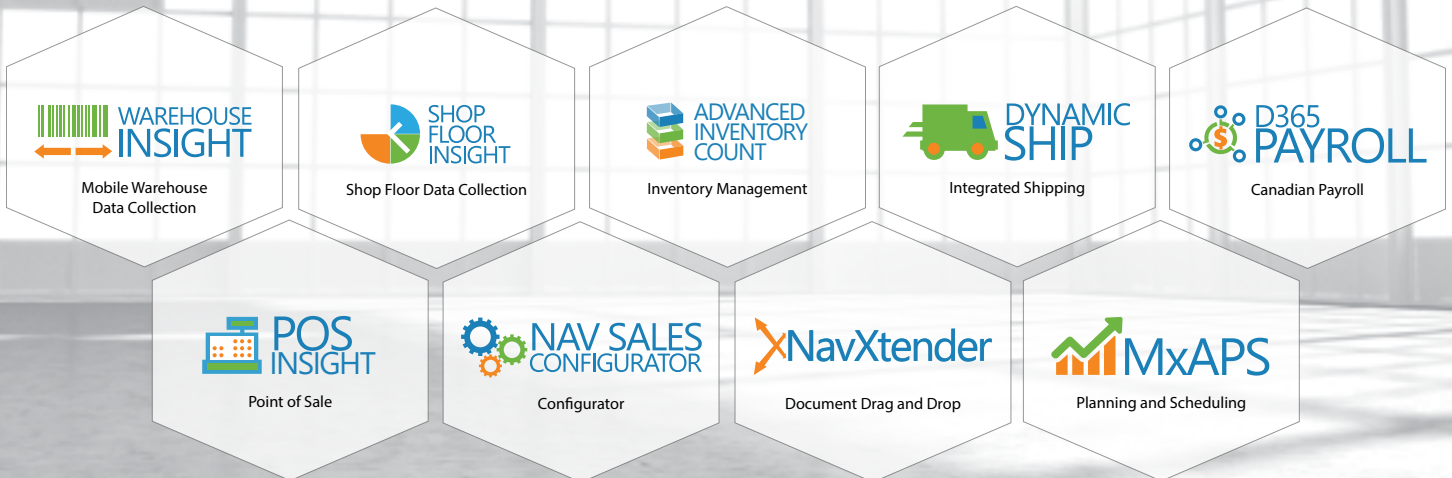 WAREHOUSE
INSIGHT
Mobile Warehouse
Data Collection
SHOP
FLOOR
INSIGHT
Shop Floor Data Collection
ADVANCED
INVENTORY
COUNT
Inventory Management
DYNAMIC
SHIP
Integrated Shipping
D365
PAYROLL
Canadian Payroll
POS
INSIGHT
Point of Sale
NAV SALES
CONFIGURATOR
Configurator
NavXtender
Document Drag and Drop
MxAPS
Planning and Scheduling